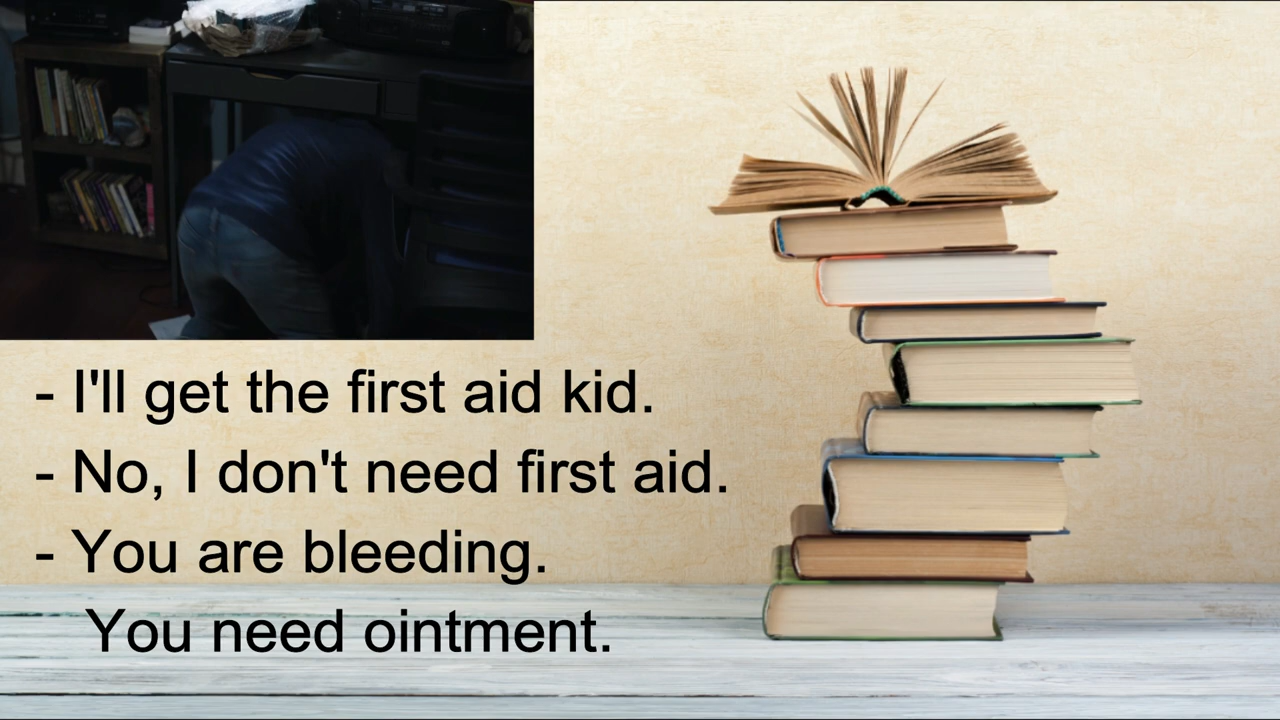 - I'll get the first aid kid.
- No, I don't need first aid.
- You are bleeding.
You need ointment.